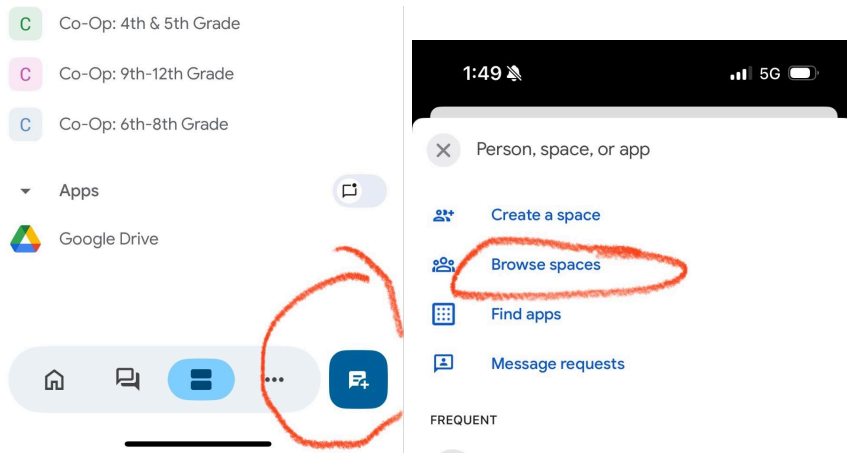 C Co-Op: 4th & 5th Grade
C Co-Op: 9th-12th Grade
C Co-Op: 6th-8th Grade
Apps
Google Drive
1:49
5G
Person, space, or app
Create a space
Browse spaces
Find apps
Message requests
FREQUENT